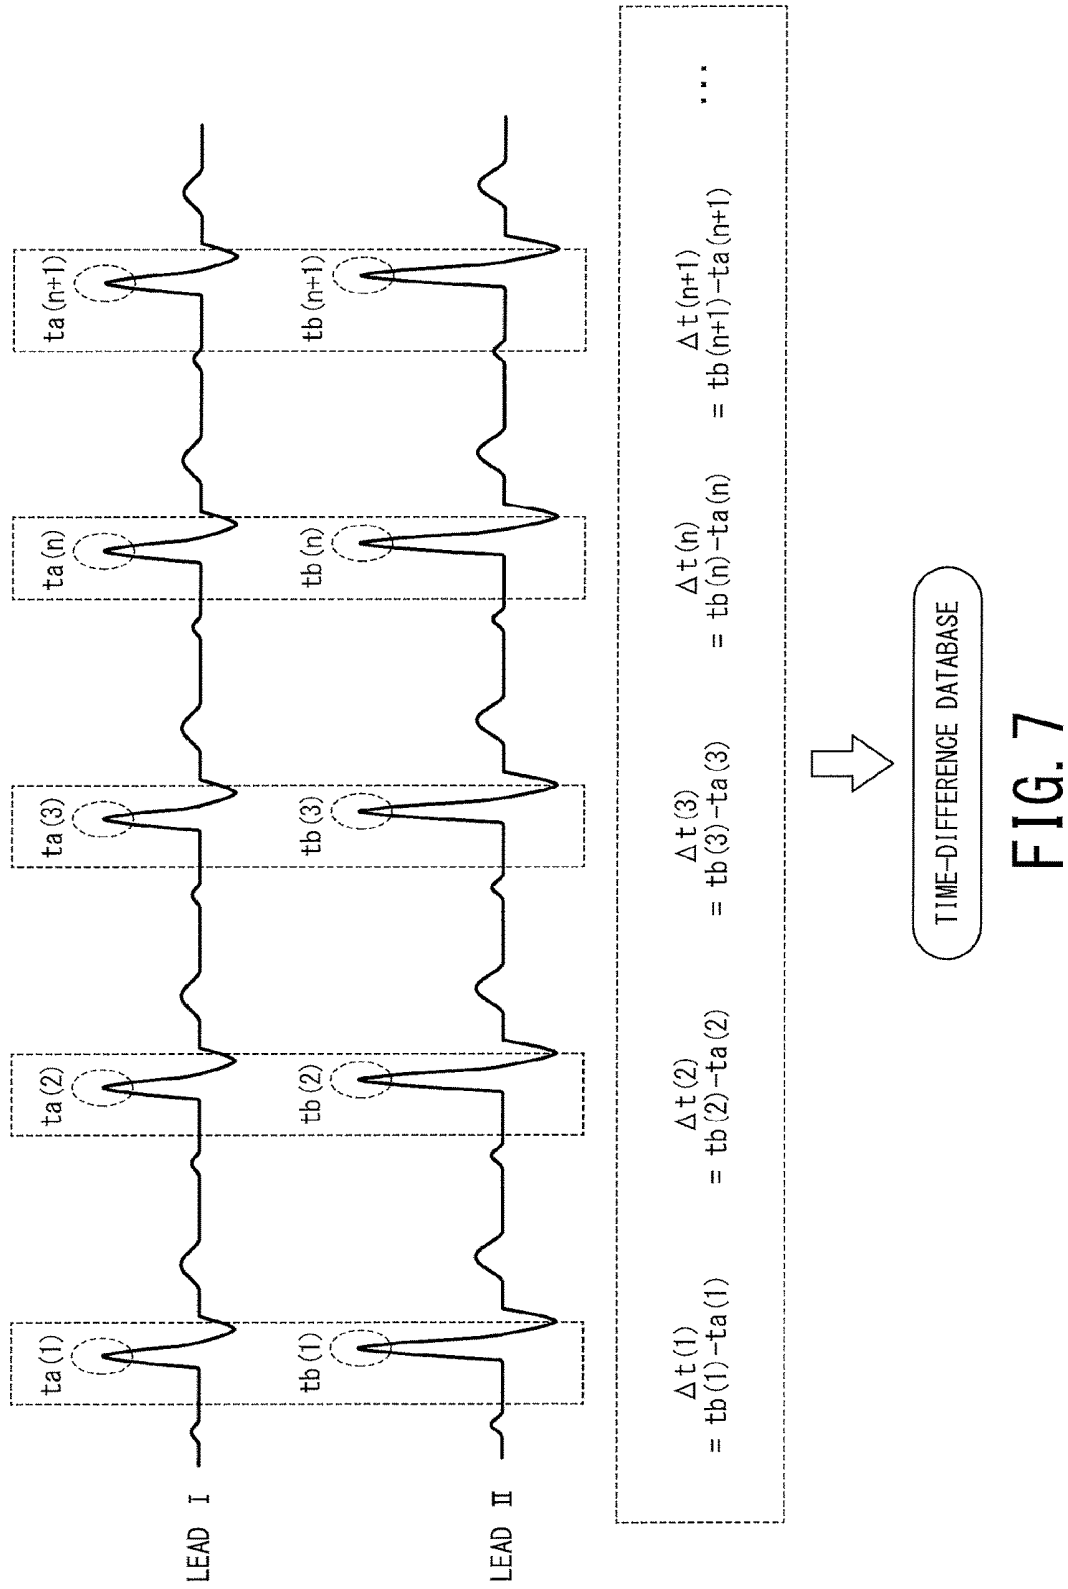 ta(1) ta(2) ta(3) ta(n) ta(n+1)
LEAD I
tb(1) tb(2) tb(3) tb(n) tb(n+1)
LEAD II
Δt(1) Δt(2) Δt(3) Δt(n) Δt(n+1) ...
= tb(1)-ta(1) = tb(2)-ta(2) = tb(3)-ta(3) = tb(n)-ta(n) = tb(n+1)-ta(n+1)
TIME-DIFFERENCE DATABASE
FIG. 7